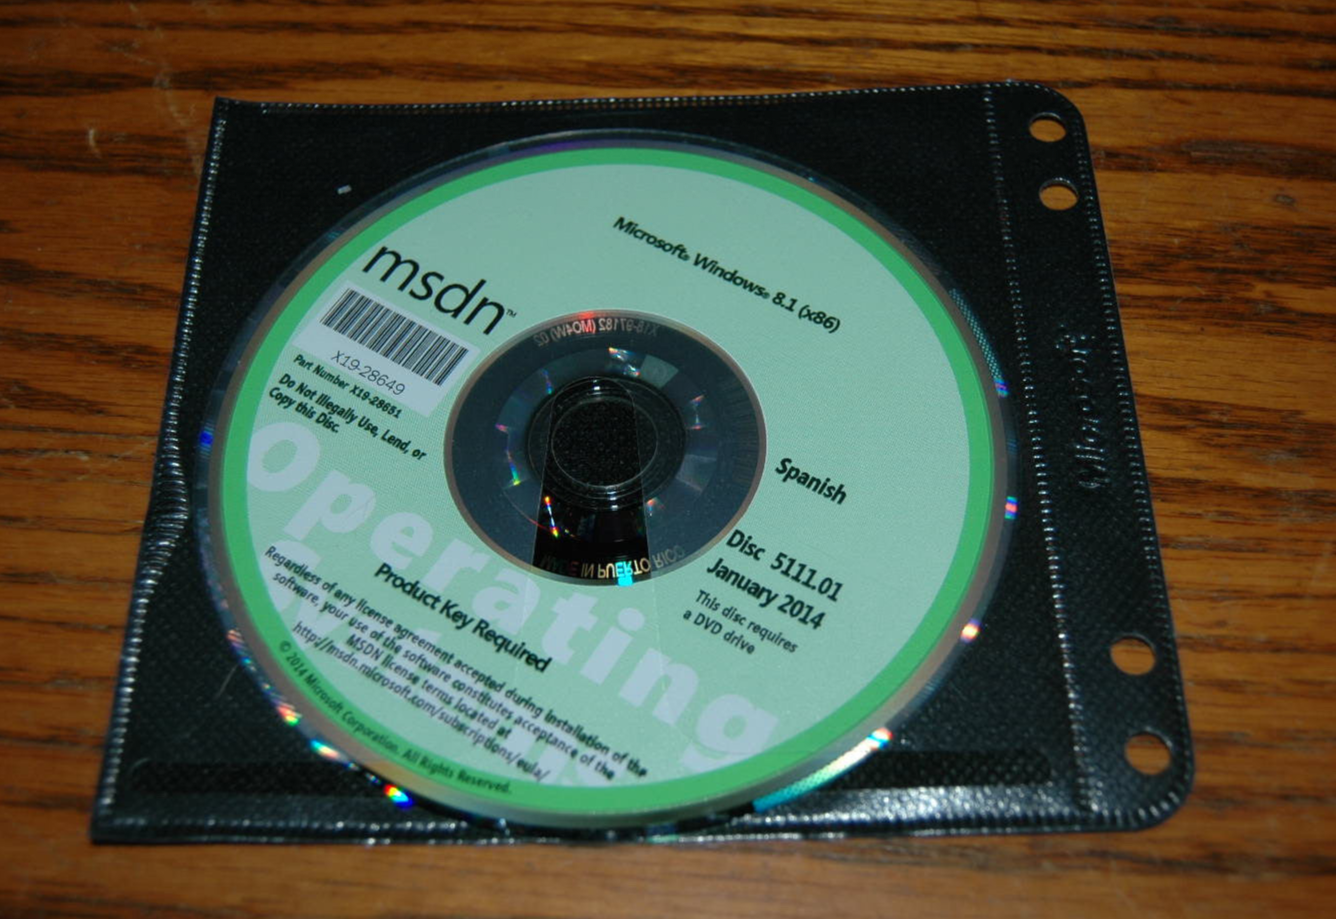 Microsoft® Windows® 8.1 (x86)
msdn™
X19-28649
Part Number X19-28651
Do Not Illegally Use, Lend, or
Copy this Disc.
Spanish
Disc 5111.01
January 2014
This disc requires
a DVD drive
MADE IN PUERTO RICO
Operating
Product Key Required
Regardless of any license agreement accepted during installation of the
software, your use of the software constitutes acceptance of the
MSDN license terms located at
http://msdn.microsoft.com/subscriptions/eula/
© 2014 Microsoft Corporation. All Rights Reserved.
Microsoft